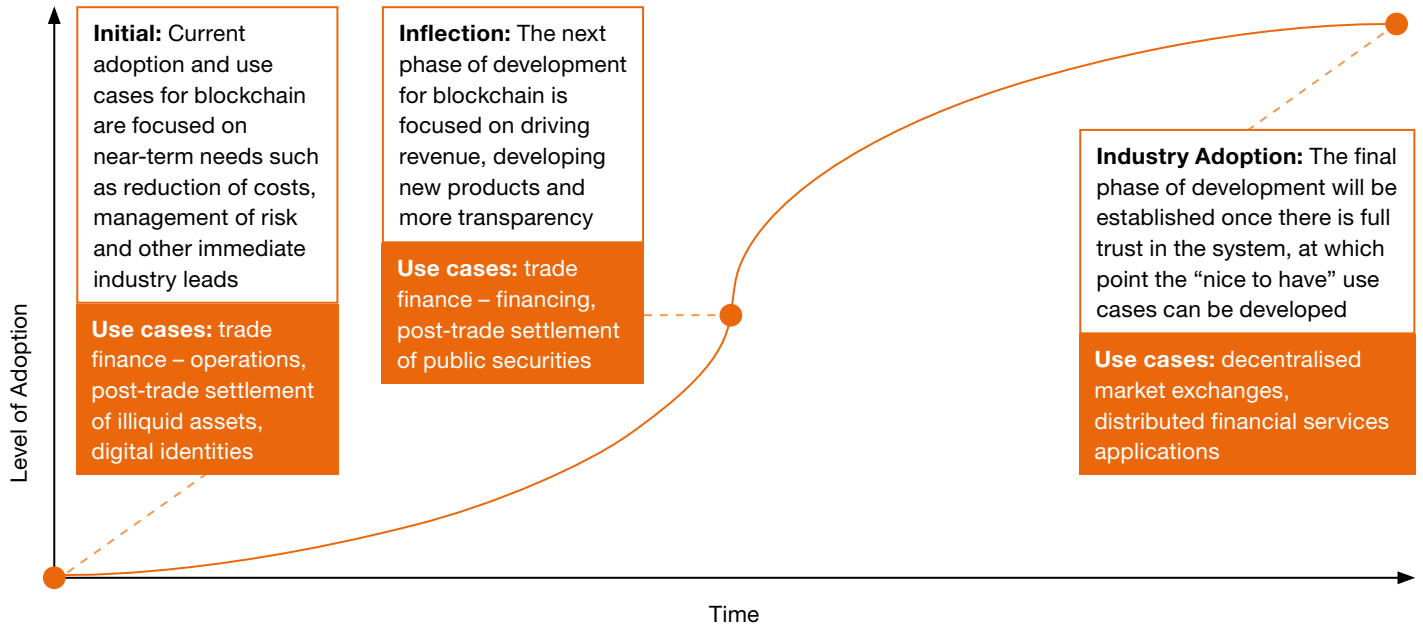 Initial: Current
adoption and use
cases for blockchain
are focused on
near-term needs such
as reduction of costs,
management of risk
and other immediate
industry leads
Use cases: trade
finance – operations,
post-trade settlement
of illiquid assets,
digital identities
Inflection: The next
phase of development
for blockchain is
focused on driving
revenue, developing
new products and
more transparency
Use cases: trade
finance – financing,
post-trade settlement
of public securities
Industry Adoption: The final
phase of development will be
established once there is full
trust in the system, at which
point the “nice to have” use
cases can be developed
Use cases: decentralised
market exchanges,
distributed financial services
applications
Level of Adoption
Time